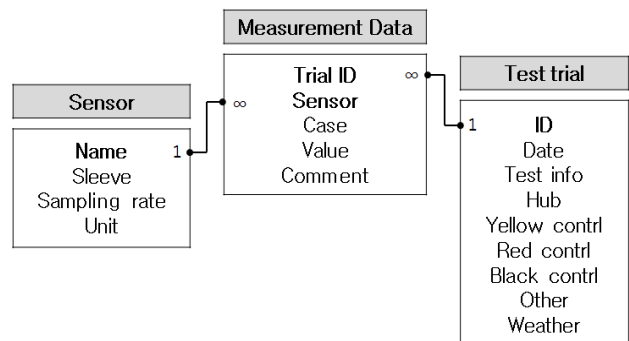 Measurement Data
Trial ID ∞
Sensor
∞
Case
Value
Comment
Sensor
Name 1
Sleeve
Sampling rate
Unit
Test trial
1 ID
Date
Test info
Hub
Yellow contrl
Red contrl
Black contrl
Other
Weather